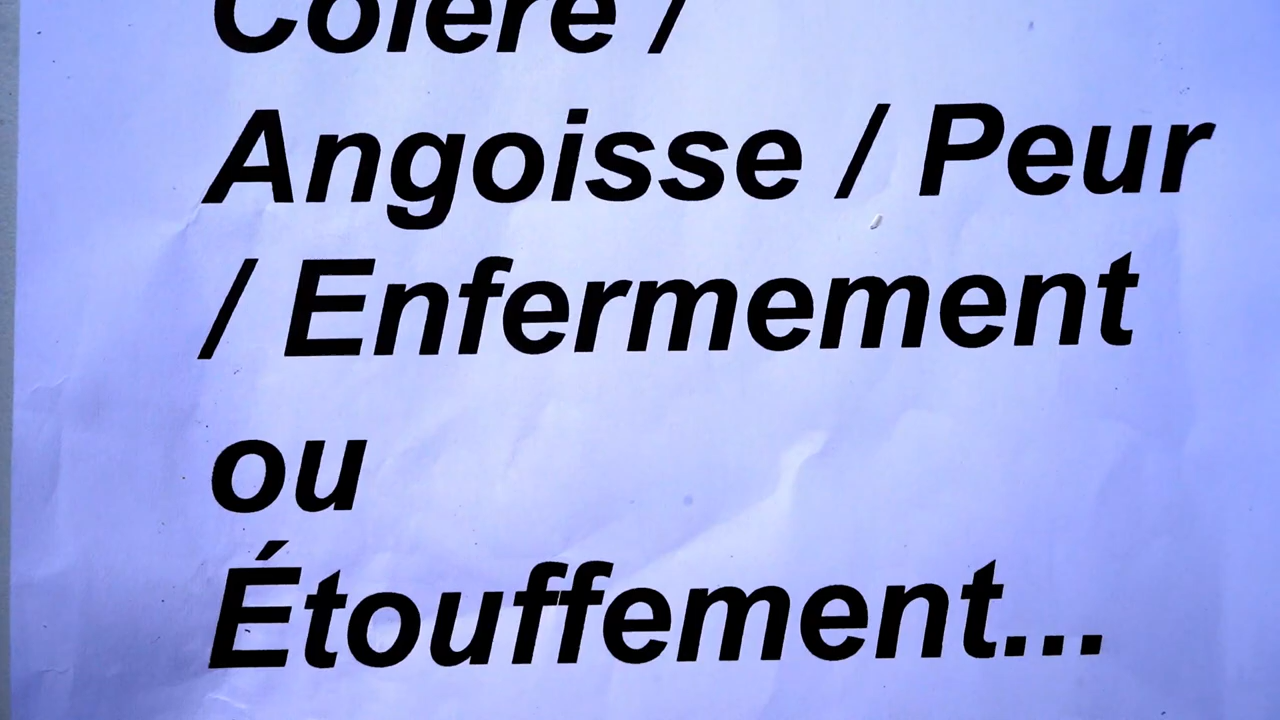 Colère /
Angoisse / Peur
/ Enfermement
ou
Étouffement...